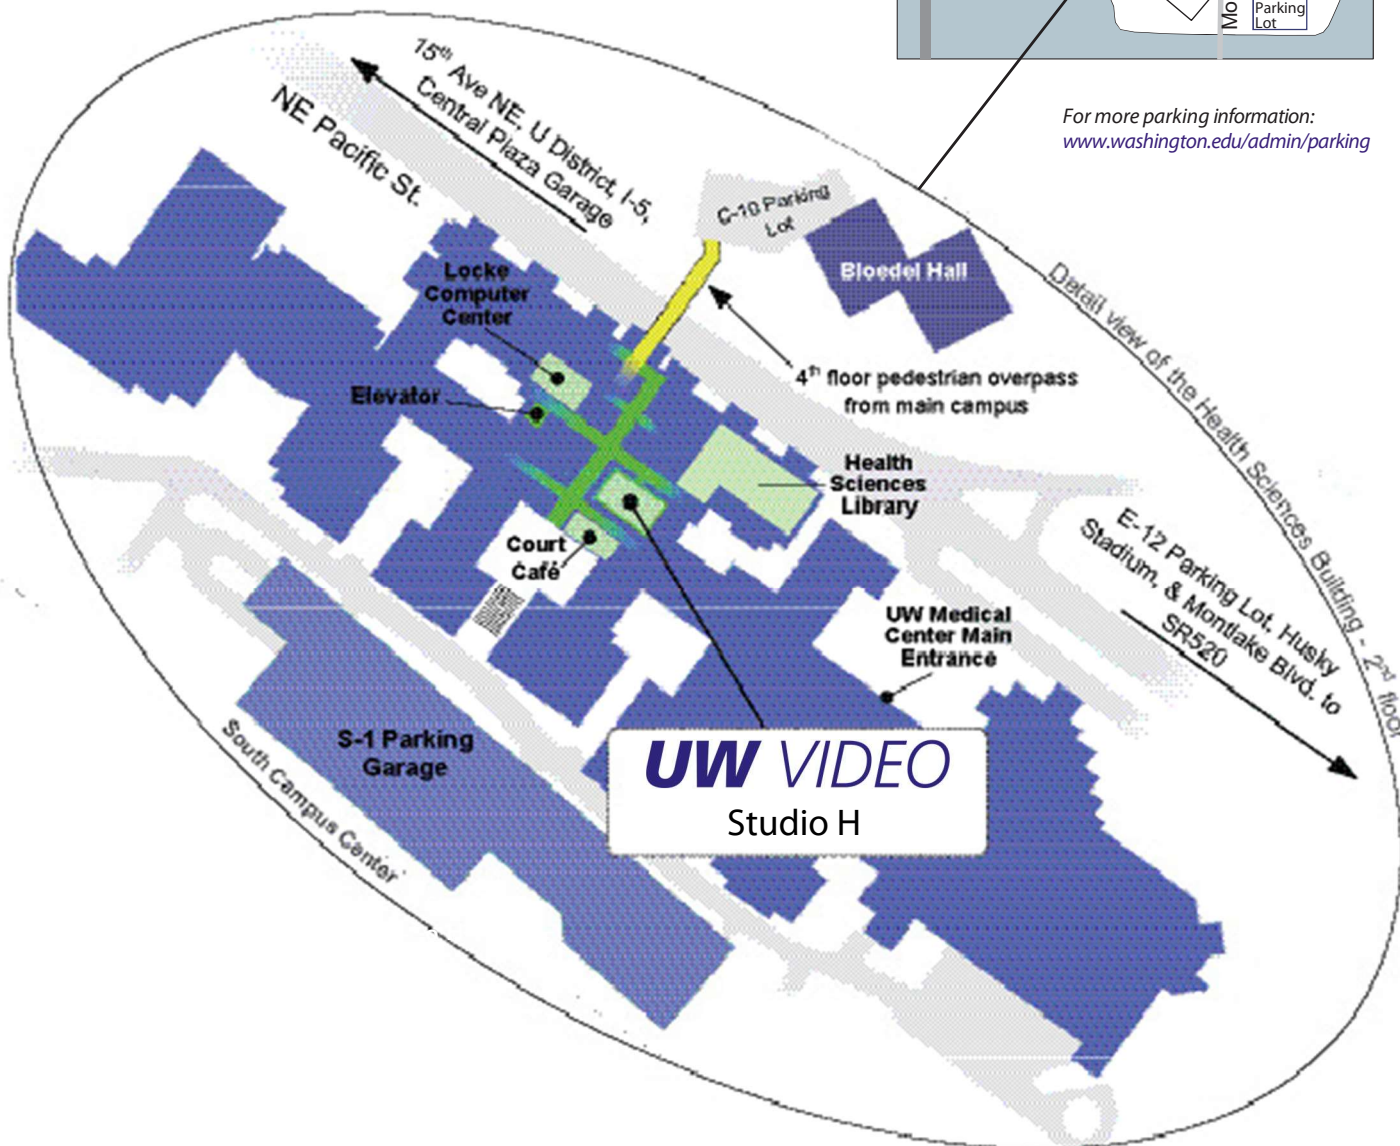 Mo
Parking
Lot
For more parking information:
www.washington.edu/admin/parking
15th Ave NE, U District, I-5,
Central Plaza Garage
NE Pacific St.
C-10 Parking
Lot
Bloedel Hall
Locke
Computer
Center
Elevator
4th floor pedestrian overpass
from main campus
Detail view of the Health Sciences Building - 2nd floor
Health
Sciences
Library
Court
Café
E-12 Parking Lot, Husky
Stadium, & Montlake Blvd. to
SR520
UW Medical
Center Main
Entrance
S-1 Parking
Garage
South Campus Center
UW VIDEO
Studio H